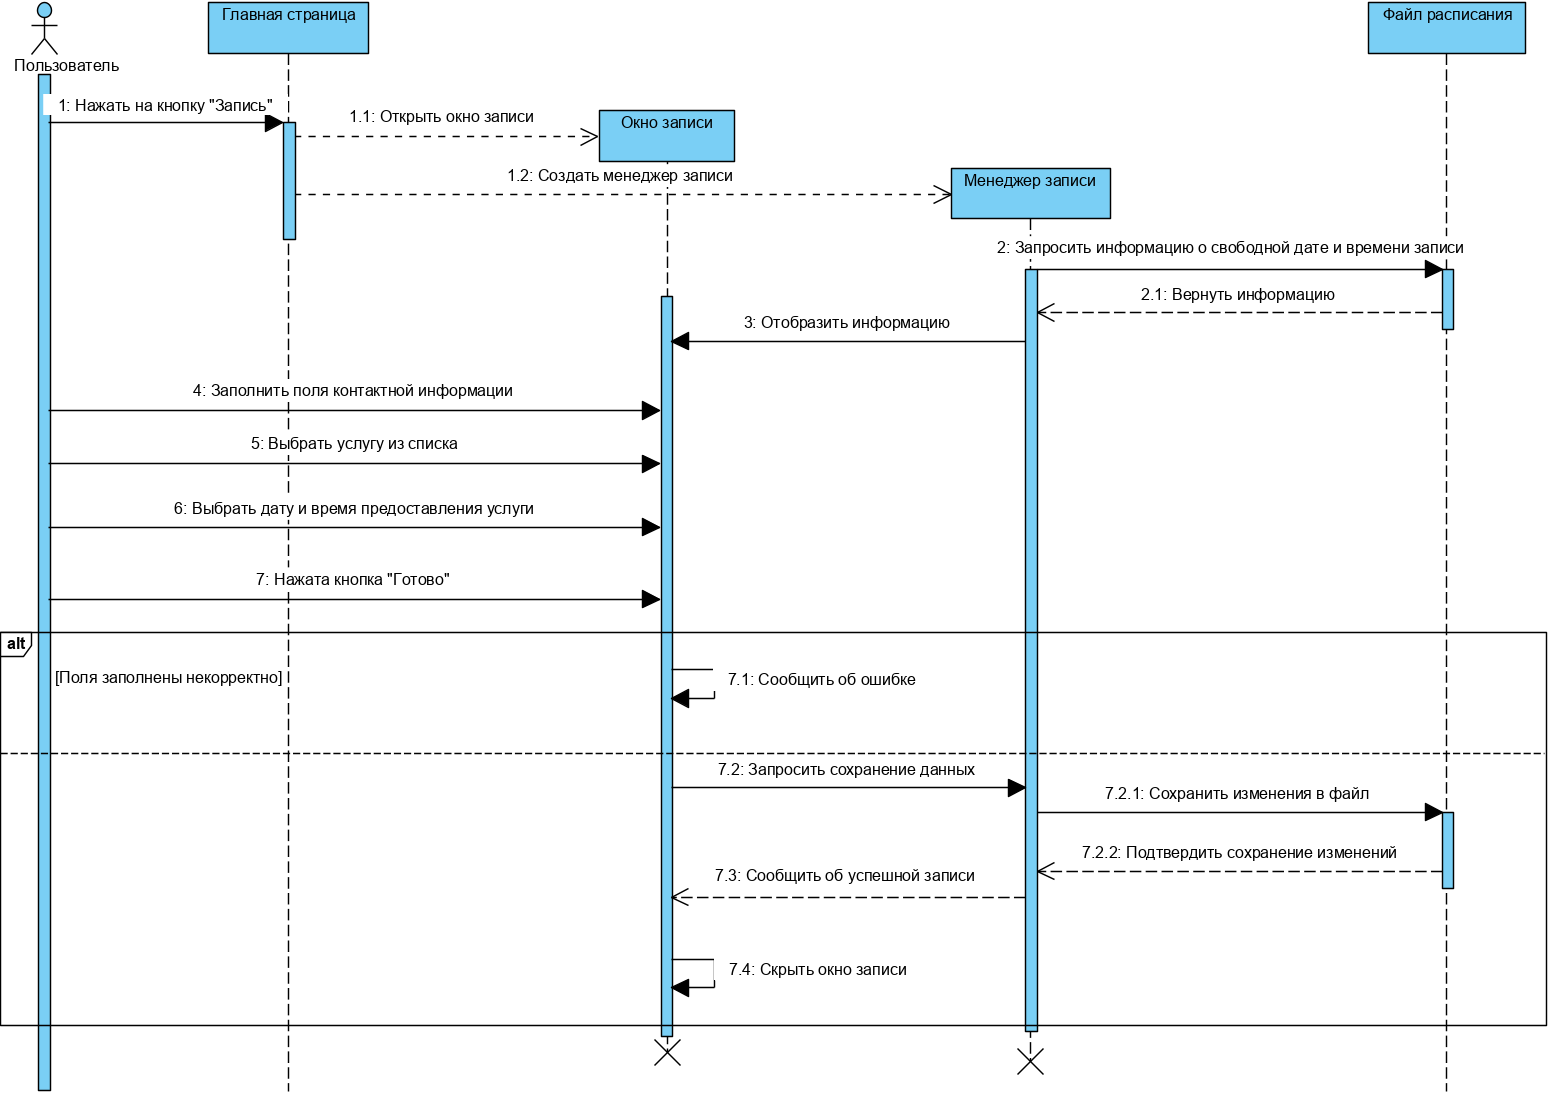 Главная страница
Файл расписания
Пользователь
1: Нажать на кнопку "Запись"
1.1: Открыть окно записи
Окно записи
1.2: Создать менеджер записи
Менеджер записи
2: Запросить информацию о свободной дате и времени записи
2.1: Вернуть информацию
3: Отобразить информацию
4: Заполнить поля контактной информации
5: Выбрать услугу из списка
6: Выбрать дату и время предоставления услуги
7: Нажата кнопка "Готово"
alt
[Поля заполнены некорректно]
7.1: Сообщить об ошибке
7.2: Запросить сохранение данных
7.2.1: Сохранить изменения в файл
7.2.2: Подтвердить сохранение изменений
7.3: Сообщить об успешной записи
7.4: Скрыть окно записи